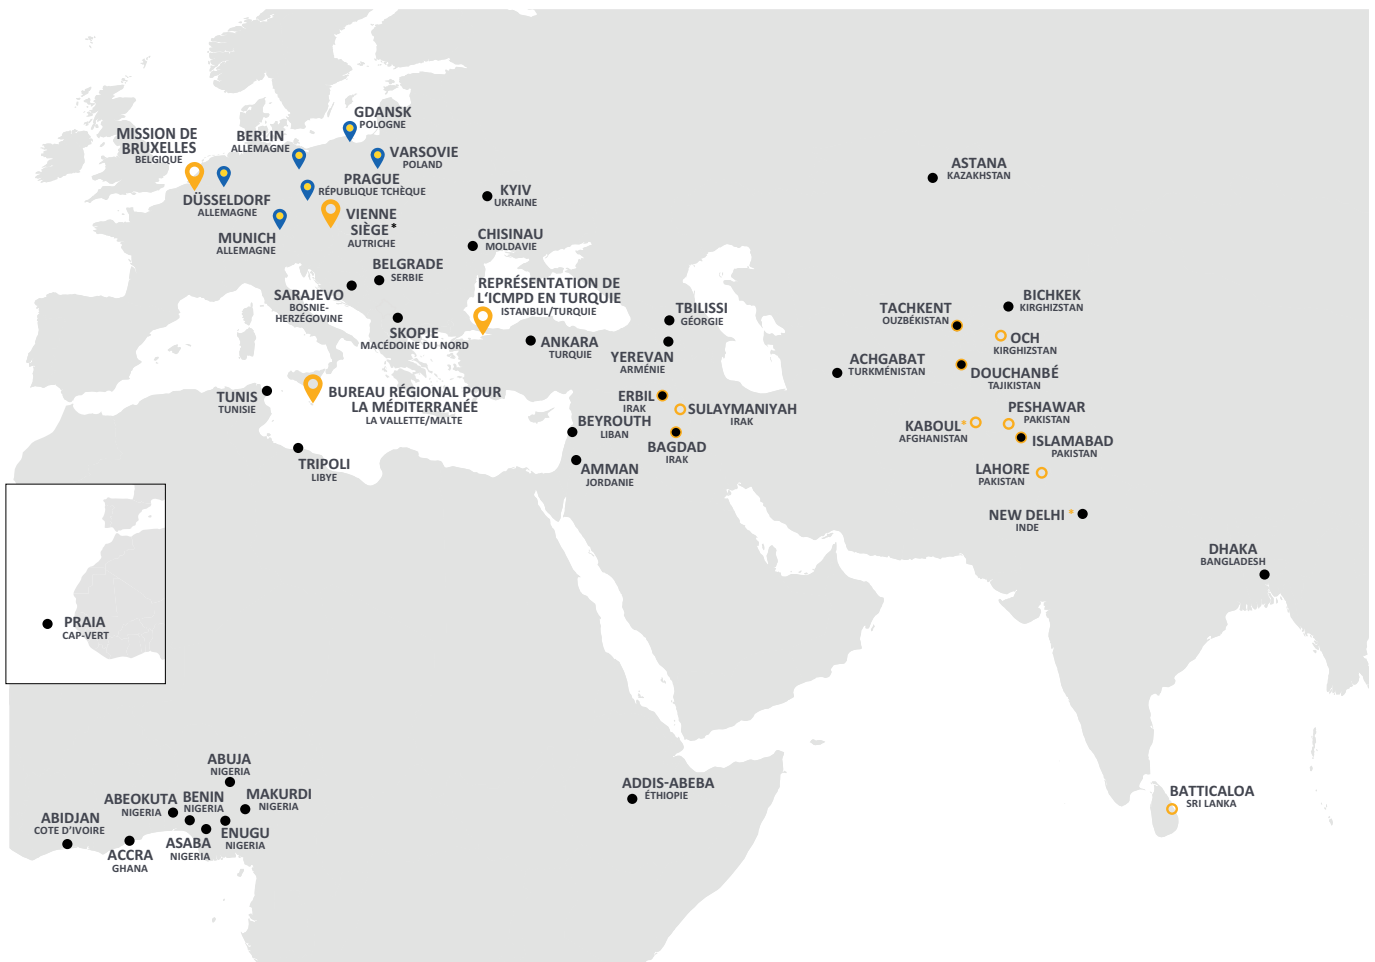 GDANSK
POLOGNE
MISSION DE
BRUXELLES
BELGIQUE
BERLIN
ALLEMAGNE
VARSOVIE
POLAND
PRAGUE
RÉPUBLIQUE TCHÈQUE
DÜSSELDORF
ALLEMAGNE
MUNICH
ALLEMAGNE
VIENNE
SIÈGE*
AUTRICHE
KYIV
UKRAINE
CHISINAU
MOLDAVIE
ASTANA
KAZAKHSTAN
BELGRADE
SERBIE
SARAJEVO
BOSNIE-
HERZÉGOVINE
SKOPJE
MACÉDOINE DU NORD
REPRÉSENTATION DE
L'ICMPD EN TURQUIE
ISTANBUL/TURQUIE
ANKARA
TURQUIE
TBILISSI
GÉORGIE
YEREVAN
ARMÉNIE
TACHKENT
OUZBÉKISTAN
BICHKEK
KIRGHIZSTAN
OCH
KIRGHIZSTAN
ACHGABAT
TURKMÉNISTAN
DOUCHANBÉ
TAJIKISTAN
TUNIS
TUNISIE
BUREAU RÉGIONAL POUR
LA MÉDITERRANÉE
LA VALLETTE/MALTE
ERBIL
IRAK
SULAYMANIYAH
IRAK
BEYROUTH
LIBAN
BAGDAD
IRAK
KABOUL*
AFGHANISTAN
PESHAWAR
PAKISTAN
ISLAMABAD
PAKISTAN
TRIPOLI
LIBYE
AMMAN
JORDANIE
LAHORE
PAKISTAN
NEW DELHI *
INDE
DHAKA
BANGLADESH
PRAIA
CAP-VERT
ABUJA
NIGERIA
ABEOKUTA
NIGERIA
BENIN
NIGERIA
MAKURDI
NIGERIA
ABIDJAN
COTE D'IVOIRE
ENUGU
NIGERIA
ASABA
NIGERIA
ACCRA
GHANA
ADDIS-ABEBA
ÉTHIOPIE
BATTICALOA
SRI LANKA